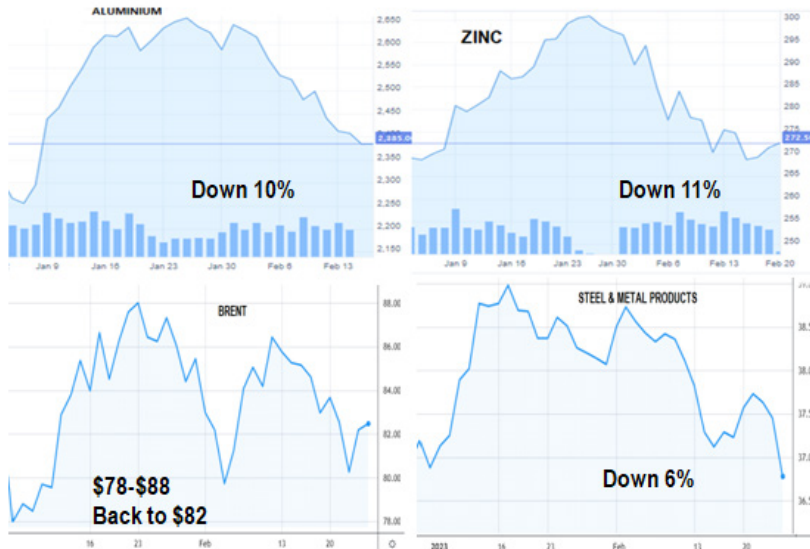 ALUMINIUM
2,650
2,600
2,550
2,500
2,450
2,400
2,385.0
2,350
2,300
2,250
2,200
2,150
Down 10%
Jan 9
Jan 16
Jan 23
Jan 30
Feb 6
Feb 13
ZINC
300
295
290
285
280
275
272.5
270
265
260
250
Down 11%
Jan 9
Jan 16
Jan 23
Jan 30
Feb 6
Feb 13
Feb 20
BRENT
88.00
86.00
84.00
82.00
80.00
78.00
$78-$88
Back to $82
16
23
Feb
13
20
STEEL & METAL PRODUCTS
38.5
38.0
37.5
37.0
36.5
Down 6%
2023
16
Feb
13
20